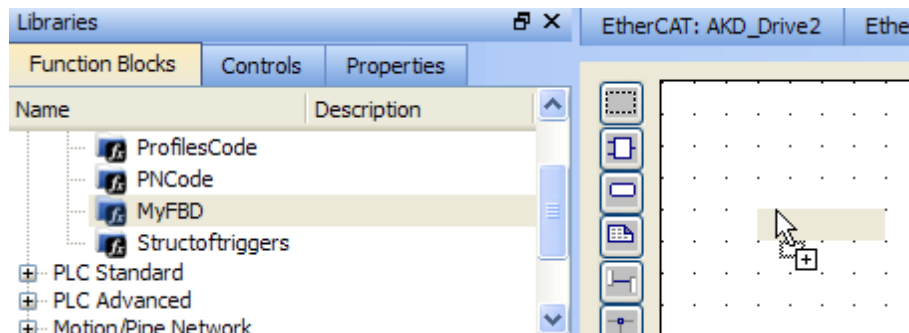 Libraries
EtherCAT: AKD_Drive2
Ethe
Function Blocks
Controls
Properties
Name
Description
ProfilesCode
PNCode
MyFBD
Structoftriggers
PLC Standard
PLC Advanced
Motion/Pipe Network